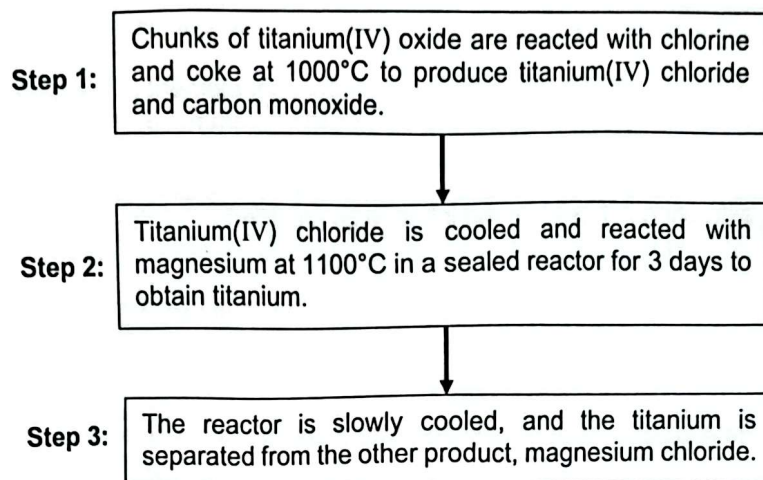 Chunks of titanium(IV) oxide are reacted with chlorine
Step 1: and coke at 1000°C to produce titanium(IV) chloride
and carbon monoxide.
Titanium(IV) chloride is cooled and reacted with
Step 2: magnesium at 1100°C in a sealed reactor for 3 days to
obtain titanium.
Step 3: The reactor is slowly cooled, and the titanium is
separated from the other product, magnesium chloride.